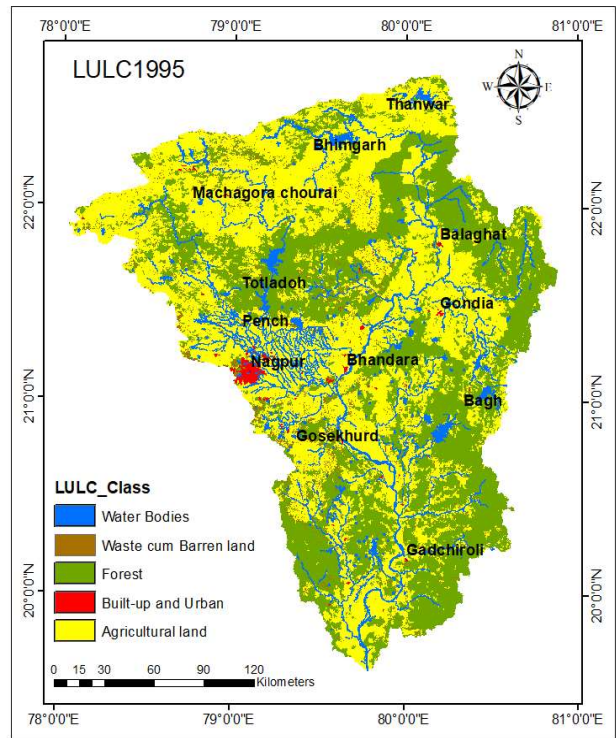 78°0'0"E 79°0'0"E 80°0'0"E 81°0'0"E
LULC1995
N
W E
S
Thanwar
Bhimgarh
22°0'0"N
22°0'0"N
Machagora chourai
Balaghat
Totladoh
Gondia
Pench
Nagpur
Bhandara
21°0'0"N
21°0'0"N
Bagh
Gosekhurd
LULC_Class
Water Bodies
Waste cum Barren land
Gadchiroli
Forest
20°0'0"N
20°0'0"N
Built-up and Urban
Agricultural land
0 15 30 60 90 120
Kilometers
78°0'0"E 79°0'0"E 80°0'0"E 81°0'0"E